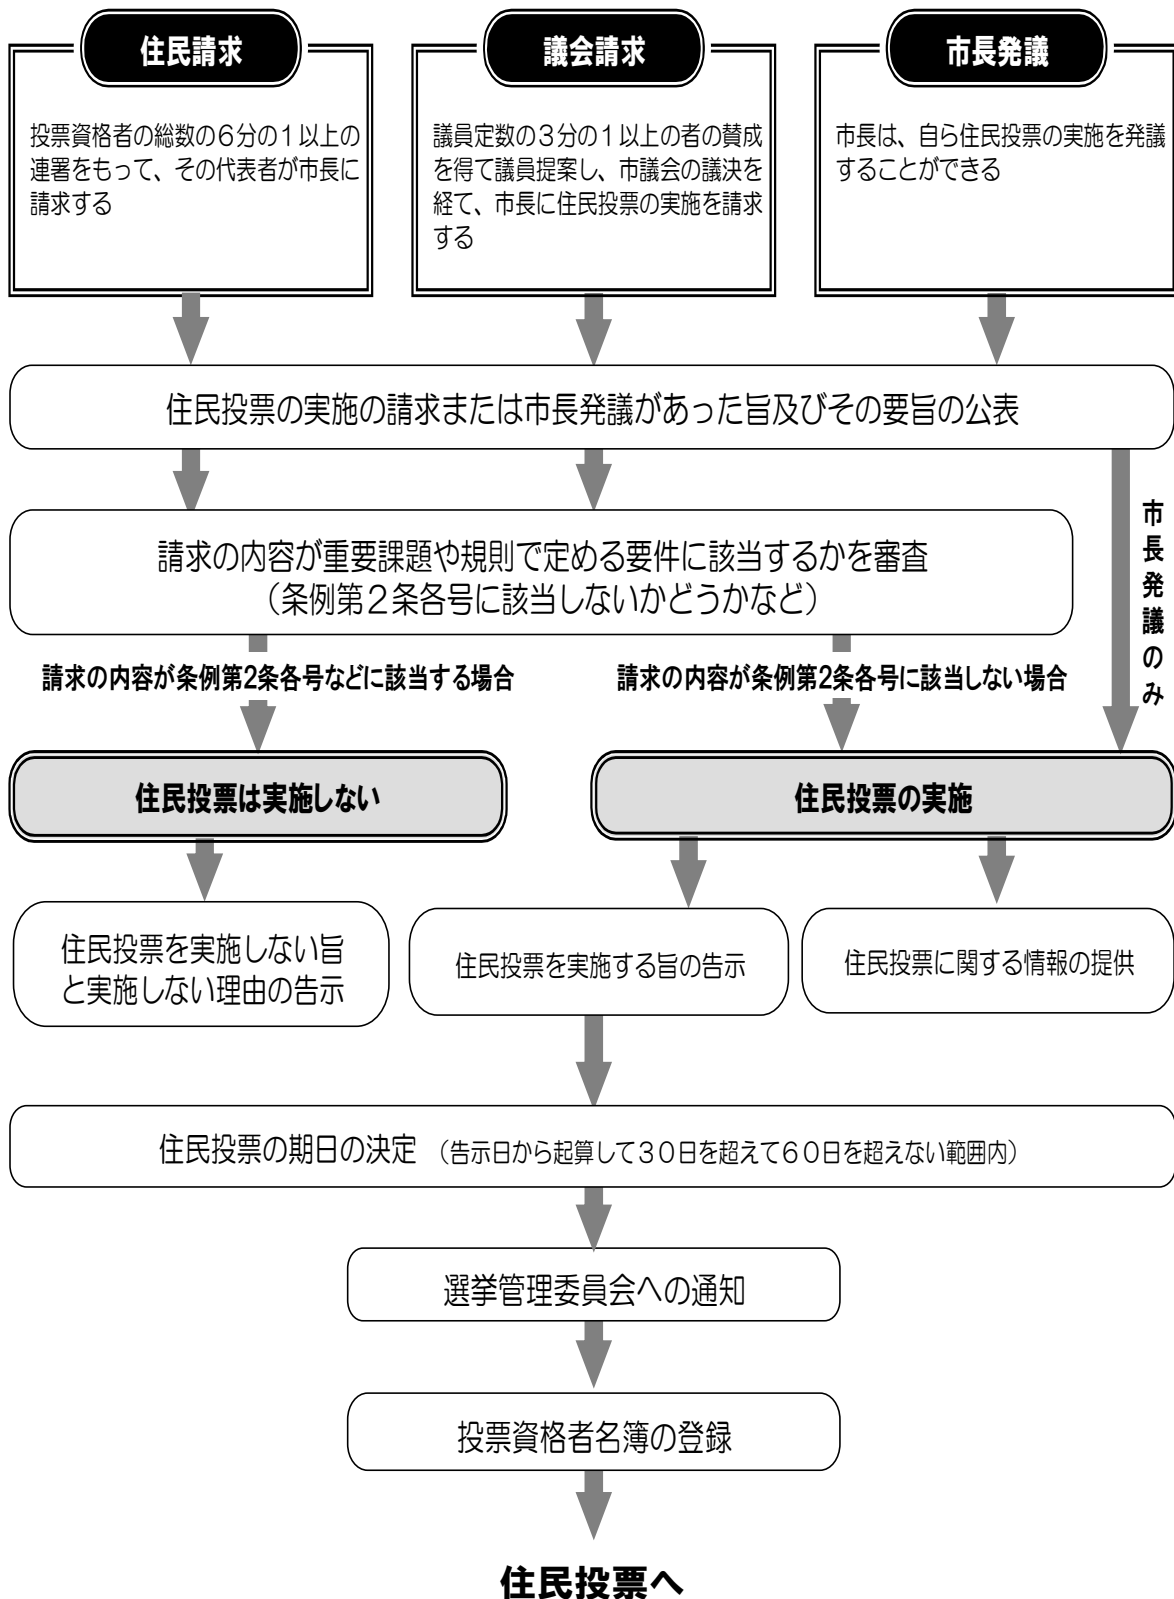 住民請求
投票資格者の総数の6分の1以上の
連署をもって、その代表者が市長に
請求する
議会請求
議員定数の3分の1以上の者の賛成
を得て議員提案し、市議会の議決を
経て、市長に住民投票の実施を請求
する
市長発議
市長は、自ら住民投票の実施を発議
することができる
住民投票の実施の請求または市長発議があった旨及びその要旨の公表
請求の内容が重要課題や規則で定める要件に該当するかを審査
（条例第２条各号に該当しないかどうかなど）
市長発議のみ
請求の内容が条例第2条各号などに該当する場合
請求の内容が条例第2条各号に該当しない場合
住民投票は実施しない
住民投票の実施
住民投票を実施しない旨
と実施しない理由の告示
住民投票を実施する旨の告示
住民投票に関する情報の提供
住民投票の期日の決定 （告示日から起算して３０日を超えて６０日を超えない範囲内）
選挙管理委員会への通知
投票資格者名簿の登録
住民投票へ